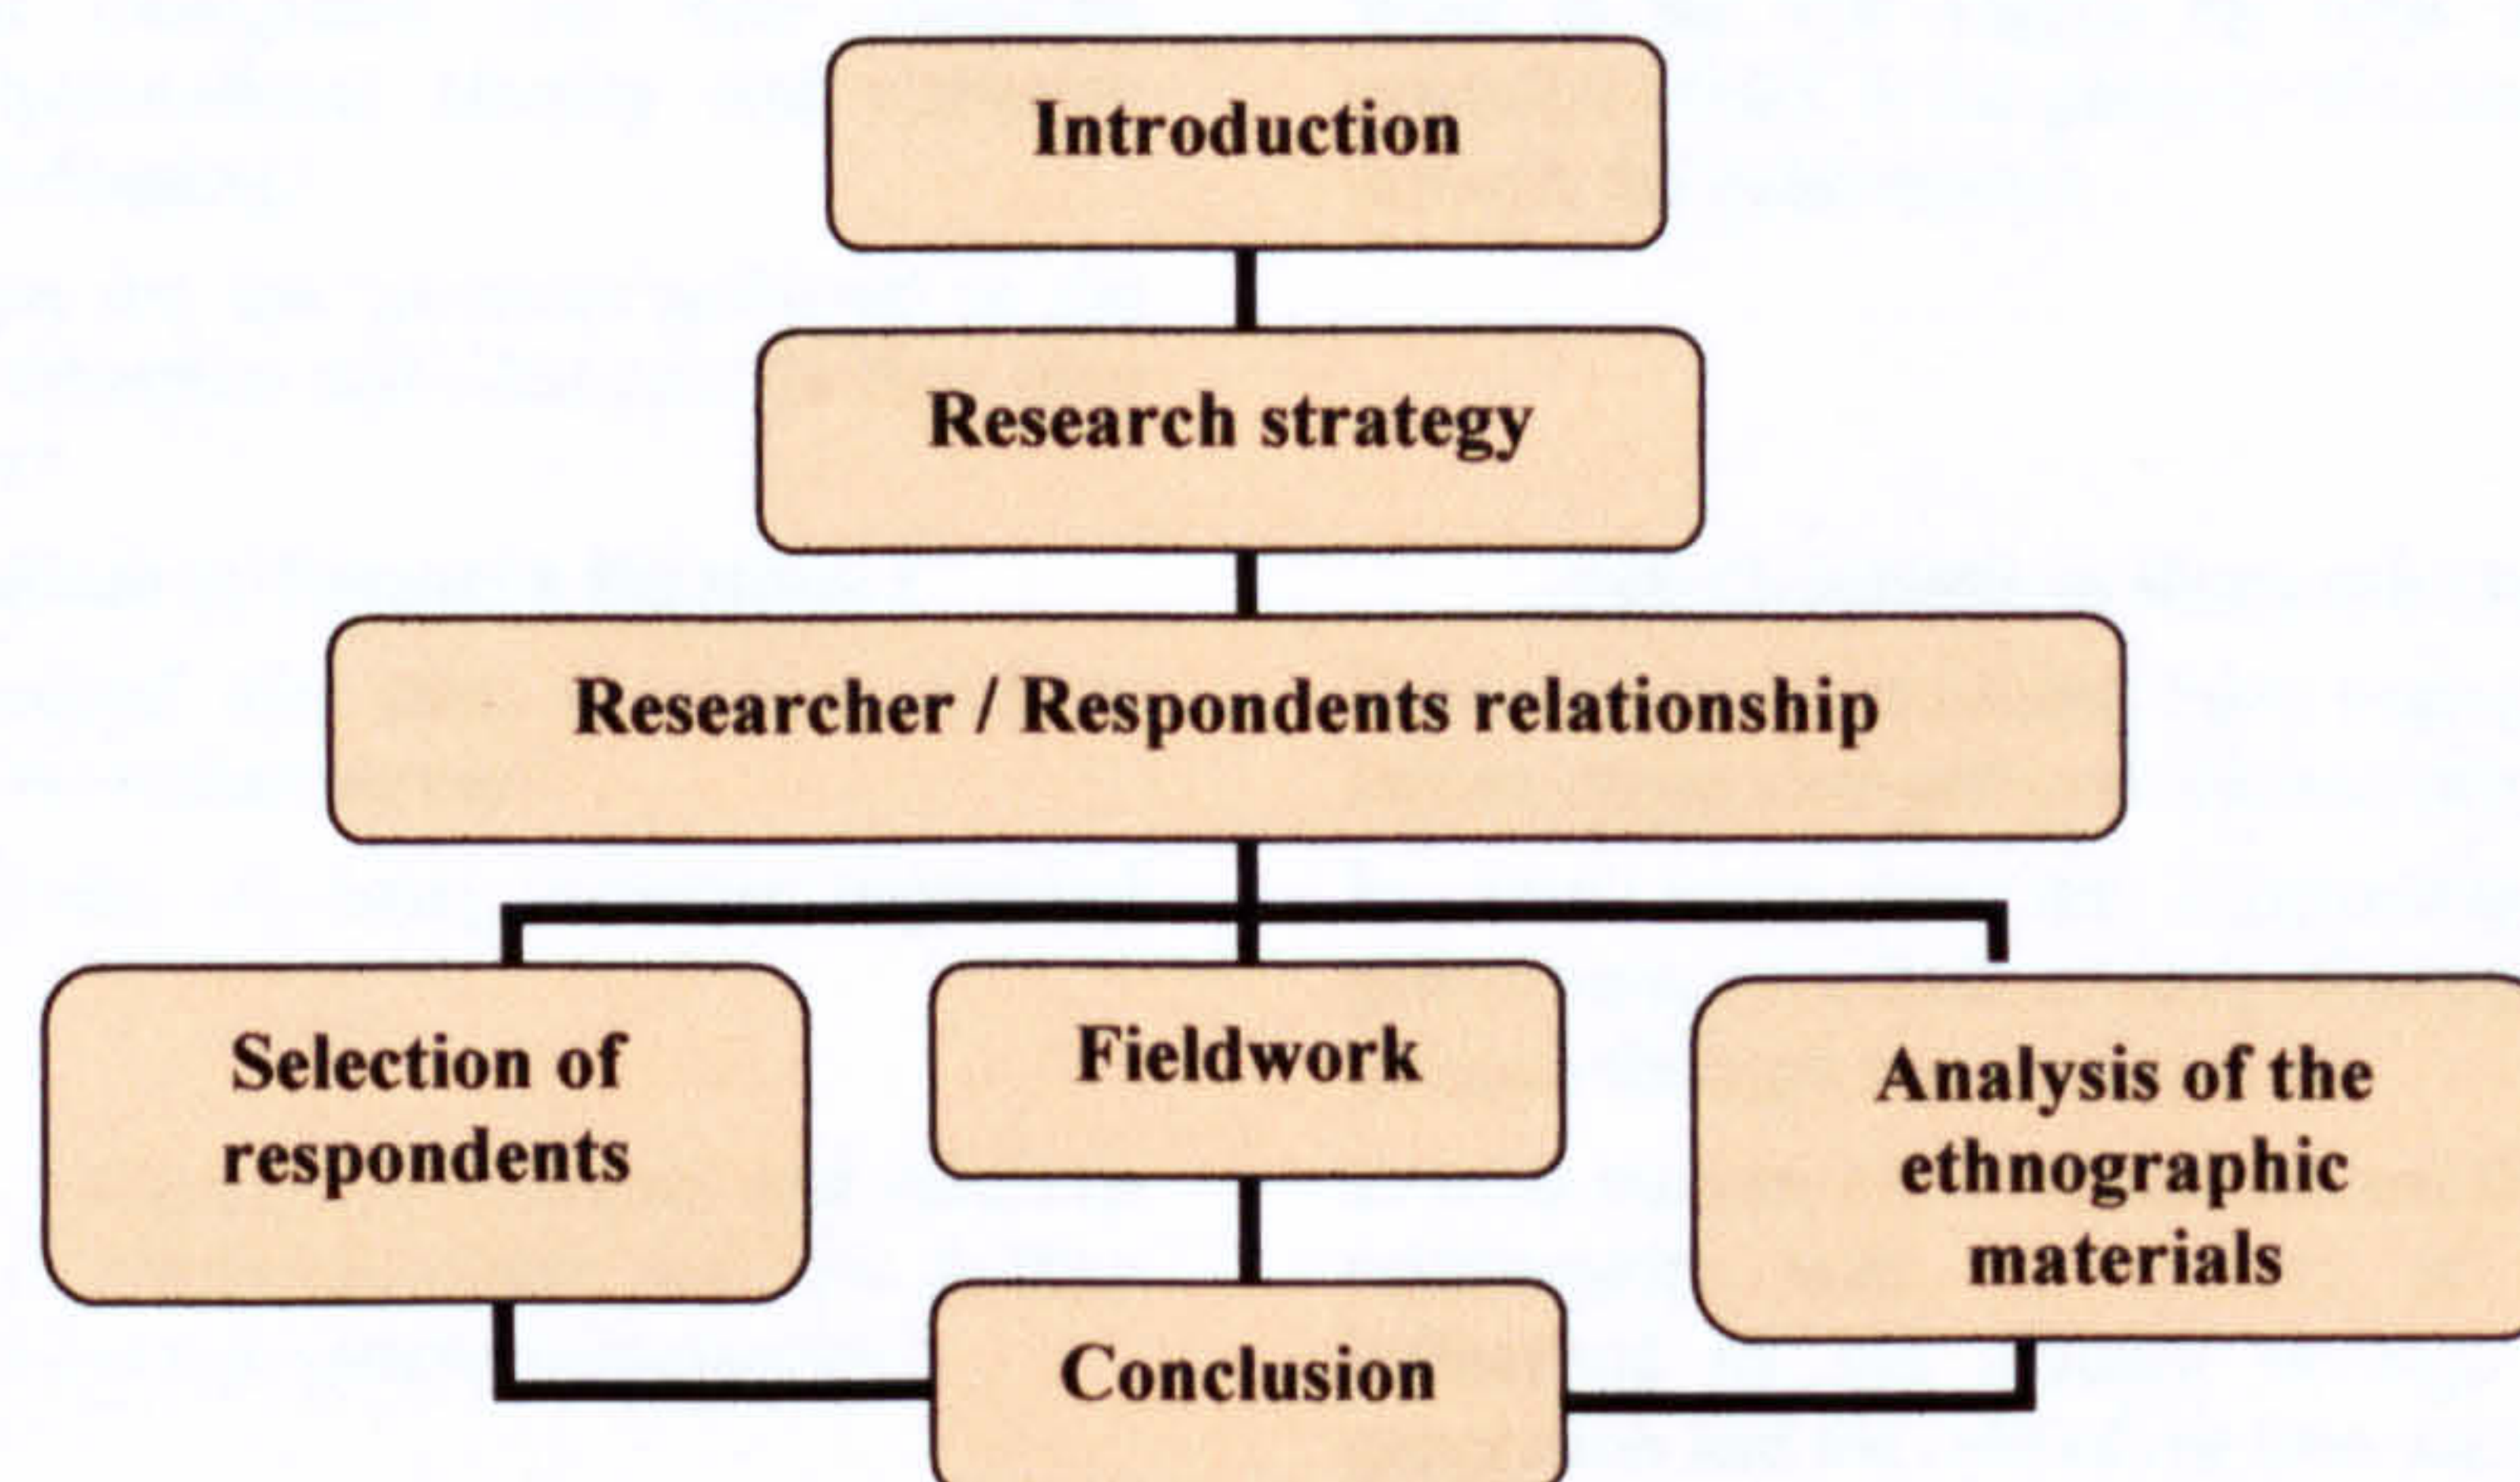 Introduction
Research strategy
Researcher / Respondents relationship
Selection of
respondents
Fieldwork
Analysis of the
ethnographic
materials
Conclusion